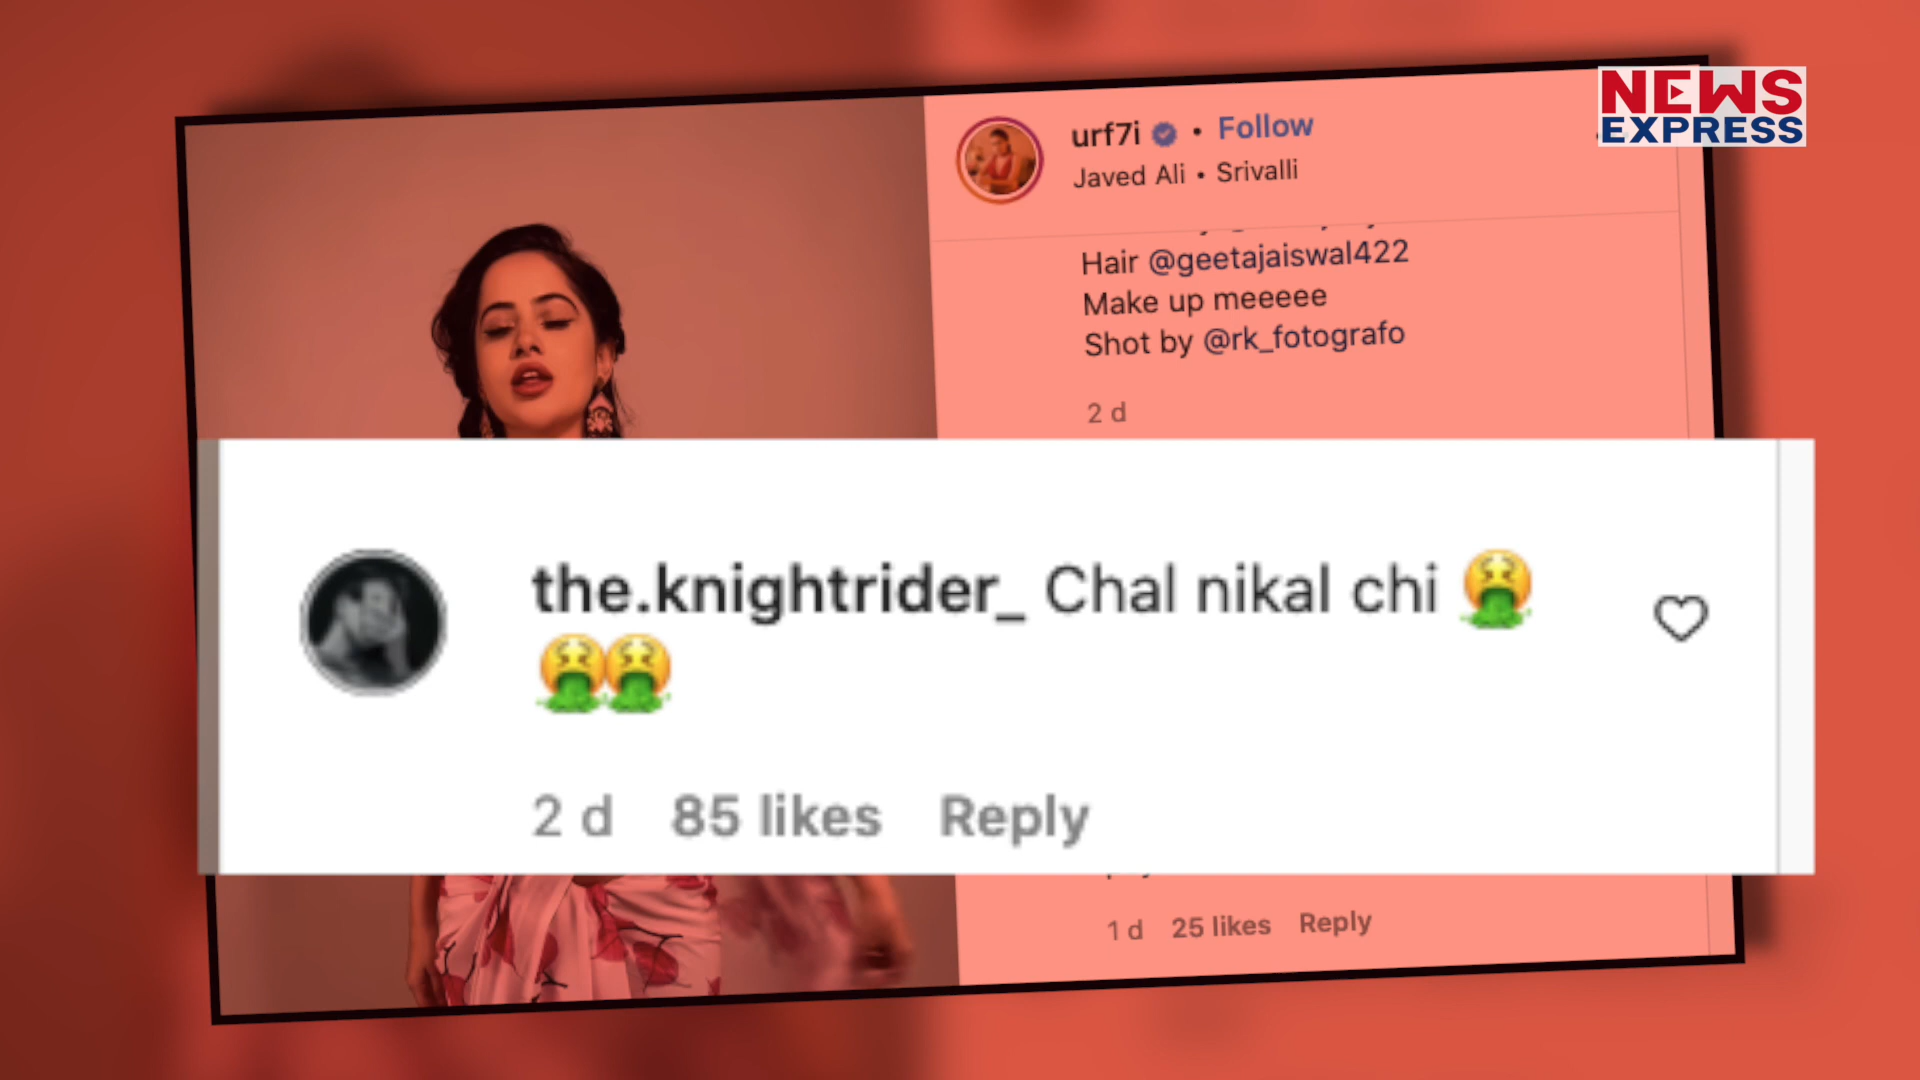 NEWS
EXPRESS
urf7i • Follow
Javed Ali • Srivalli
Hair @geetajaiswal422
Make up meeeee
Shot by @rk_fotografo
2 d
the.knightrider_ Chal nikal chi 🤮
🤮🤮
2 d 85 likes Reply
1 d 25 likes Reply